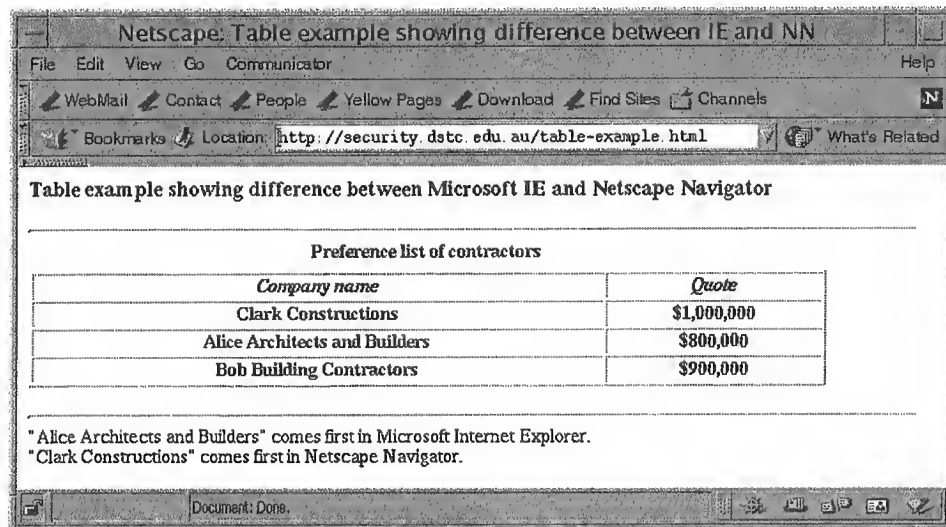 Netscape: Table example showing difference between IE and NN
File Edit View Go Communicator Help
WebMail Contact People Yellow Pages Download Find Sites Channels N
Bookmarks Location: http://security.dstc.edu.au/table-example.html What's Related
Table example showing difference between Microsoft IE and Netscape Navigator
Preference list of contractors
Company name Quote
Clark Constructions $1,000,000
Alice Architects and Builders $800,000
Bob Building Contractors $900,000
"Alice Architects and Builders" comes first in Microsoft Internet Explorer.
"Clark Constructions" comes first in Netscape Navigator.
Document: Done.